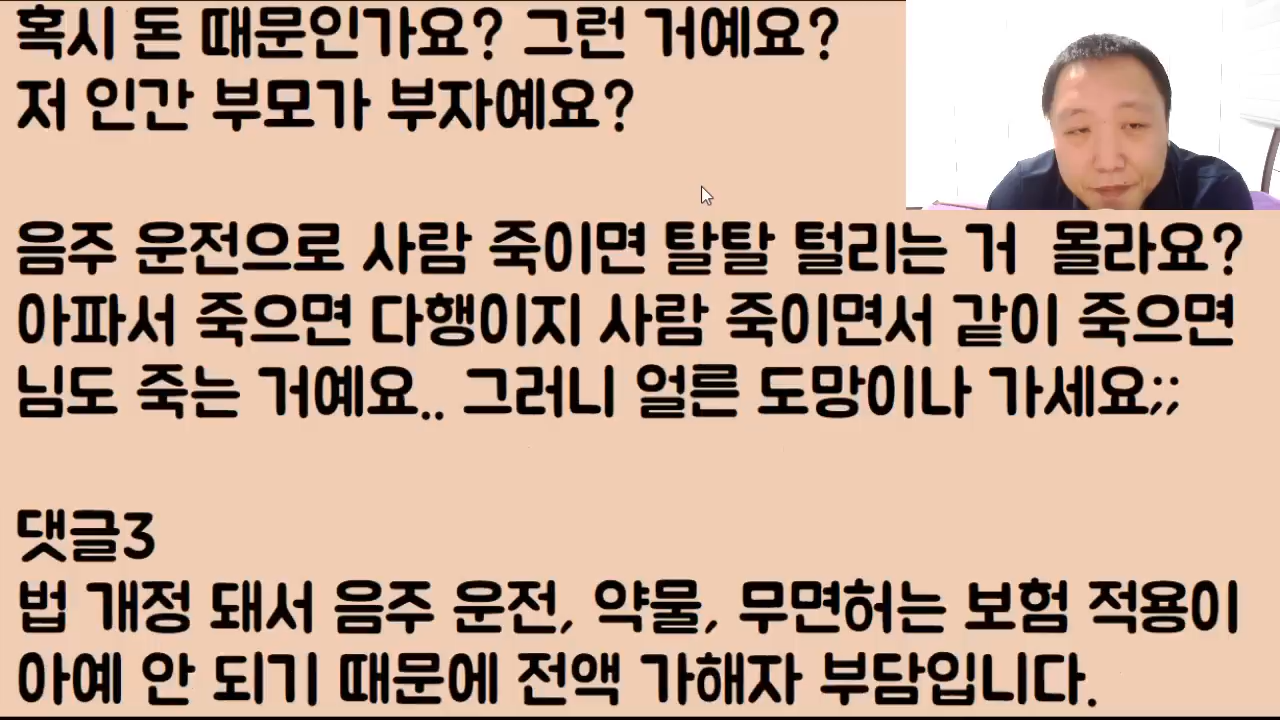 혹시 돈 때문인가요? 그런 거예요?
저 인간 부모가 부자예요?
음주 운전으로 사람 죽이면 탈탈 털리는 거 몰라요?
아파서 죽으면 다행이지 사람 죽이면서 같이 죽으면
님도 죽는 거예요.. 그러니 얼른 도망이나 가세요;;
댓글3
법 개정 돼서 음주 운전, 약물, 무면허는 보험 적용이
아예 안 되기 때문에 전액 가해자 부담입니다.